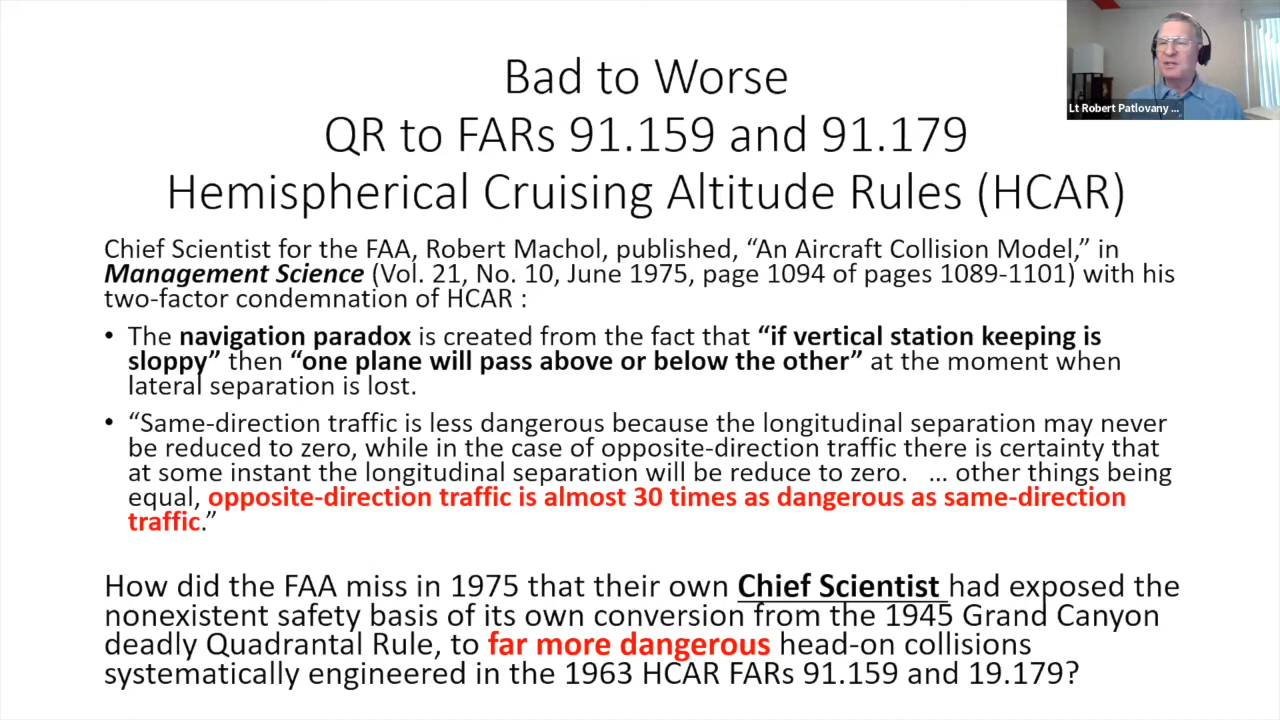 Bad to Worse
QR to FARs 91.159 and 91.179
Hemispherical Cruising Altitude Rules (HCAR)
Lt Robert Patlovany ...
Chief Scientist for the FAA, Robert Machol, published, “An Aircraft Collision Model,” in
Management Science (Vol. 21, No. 10, June 1975, page 1094 of pages 1089-1101) with his
two-factor condemnation of HCAR :
• The navigation paradox is created from the fact that “if vertical station keeping is
sloppy” then “one plane will pass above or below the other” at the moment when
lateral separation is lost.
• “Same-direction traffic is less dangerous because the longitudinal separation may never
be reduced to zero, while in the case of opposite-direction traffic there is certainty that
at some instant the longitudinal separation will be reduce to zero. … other things being
equal, opposite-direction traffic is almost 30 times as dangerous as same-direction
traffic.”
How did the FAA miss in 1975 that their own Chief Scientist had exposed the
nonexistent safety basis of its own conversion from the 1945 Grand Canyon
deadly Quadrantal Rule, to far more dangerous head-on collisions
systematically engineered in the 1963 HCAR FARs 91.159 and 19.179?